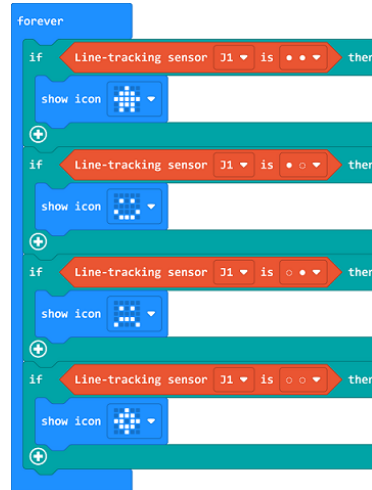 forever
if Line-tracking sensor J1 is ● ● then
show icon
if Line-tracking sensor J1 is ● ○ then
show icon
if Line-tracking sensor J1 is ○ ● then
show icon
if Line-tracking sensor J1 is ○ ○ then
show icon